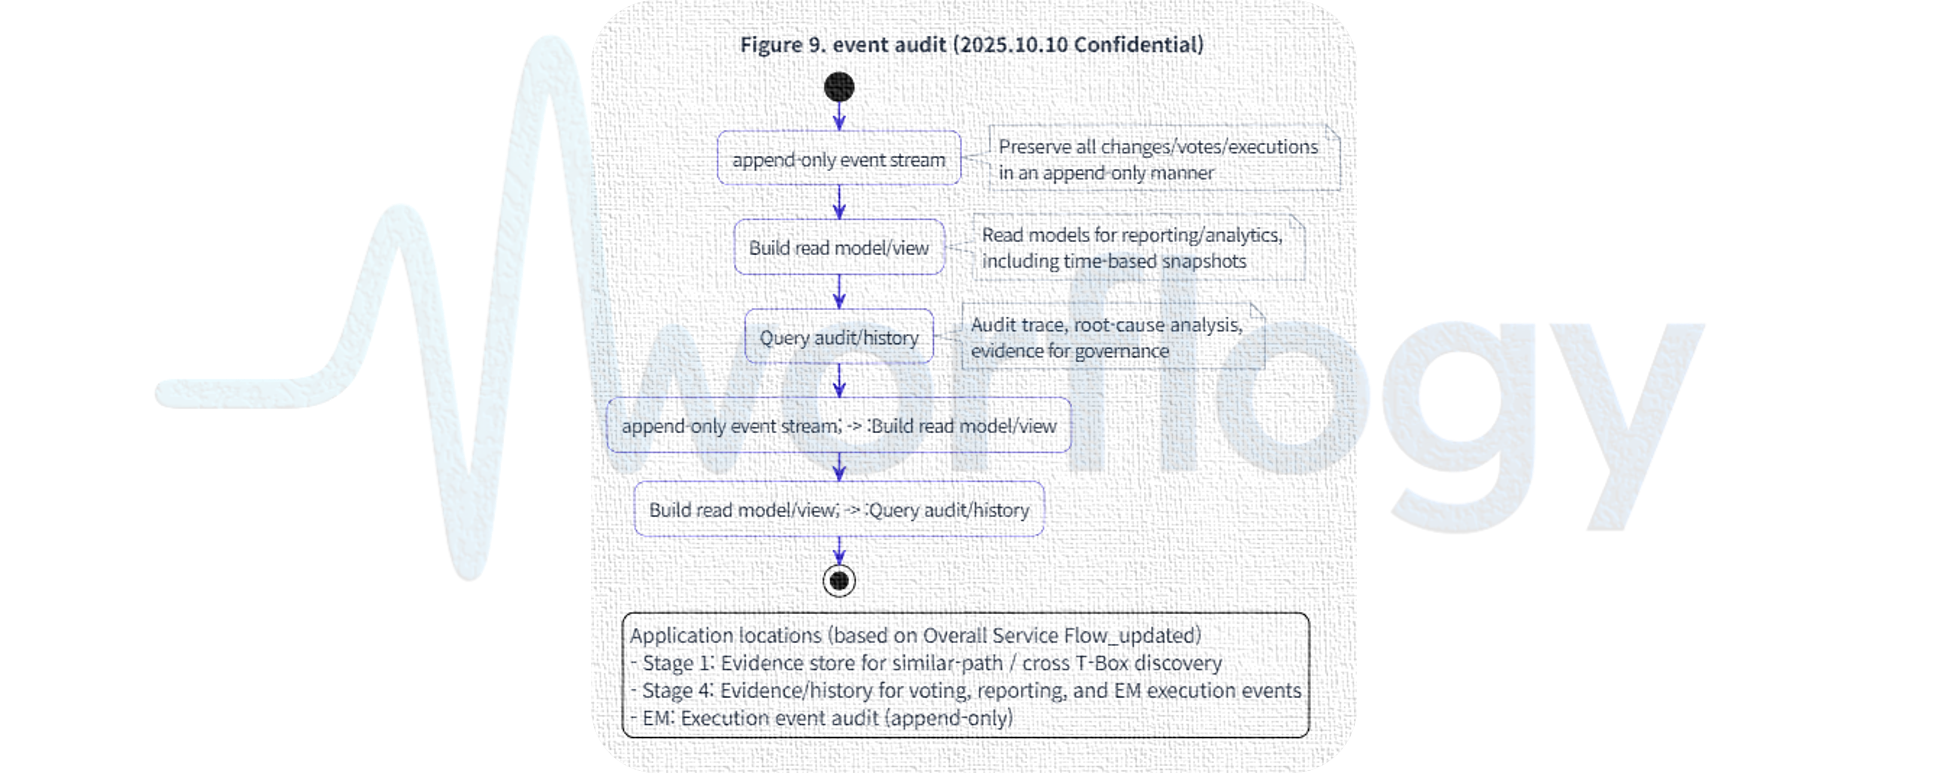 Figure 9. event audit (2025.10.10 Confidential)
append-only event stream
Preserve all changes/votes/executions
in an append-only manner
Build read model/view
Read models for reporting/analytics,
including time-based snapshots
Query audit/history
Audit trace, root-cause analysis,
evidence for governance
append-only event stream; -> :Build read model/view
Build read model/view; -> :Query audit/history
Application locations (based on Overall Service Flow_updated)
- Stage 1: Evidence store for similar-path / cross T-Box discovery
- Stage 4: Evidence/history for voting, reporting, and EM execution events
- EM: Execution event audit (append-only)
worflogy